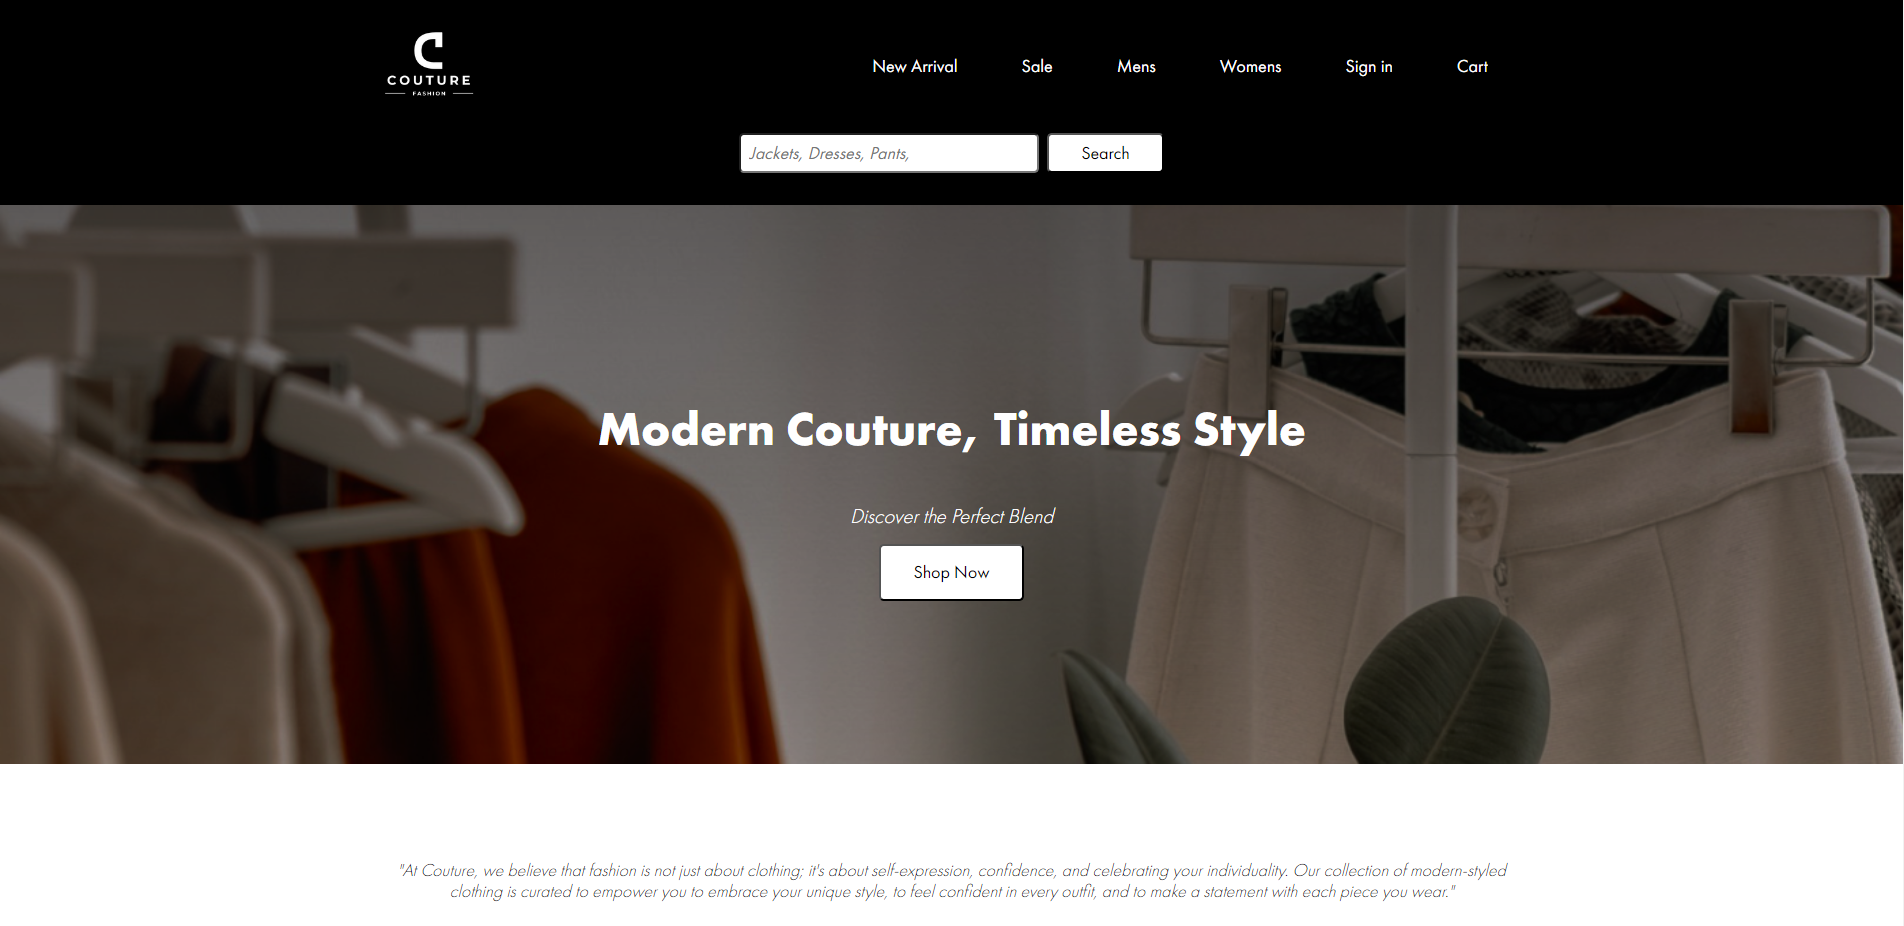 C
COUTURE
FASHION
New Arrival
Sale
Mens
Womens
Sign in
Cart
Jackets, Dresses, Pants,
Search
Modern Couture, Timeless Style
Discover the Perfect Blend
Shop Now
"At Couture, we believe that fashion is not just about clothing; it's about self-expression, confidence, and celebrating your individuality. Our collection of modern-styled
clothing is curated to empower you to embrace your unique style, to feel confident in every outfit, and to make a statement with each piece you wear."